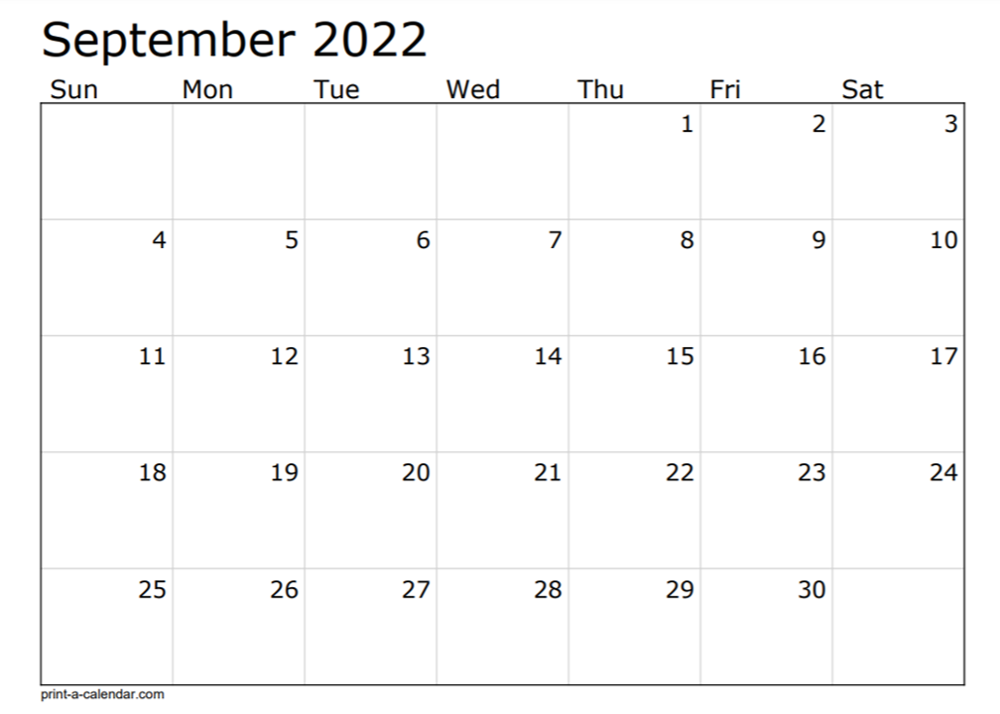 September 2022
Sun Mon Tue Wed Thu Fri Sat
1 2 3
4 5 6 7 8 9 10
11 12 13 14 15 16 17
18 19 20 21 22 23 24
25 26 27 28 29 30
print-a-calendar.com